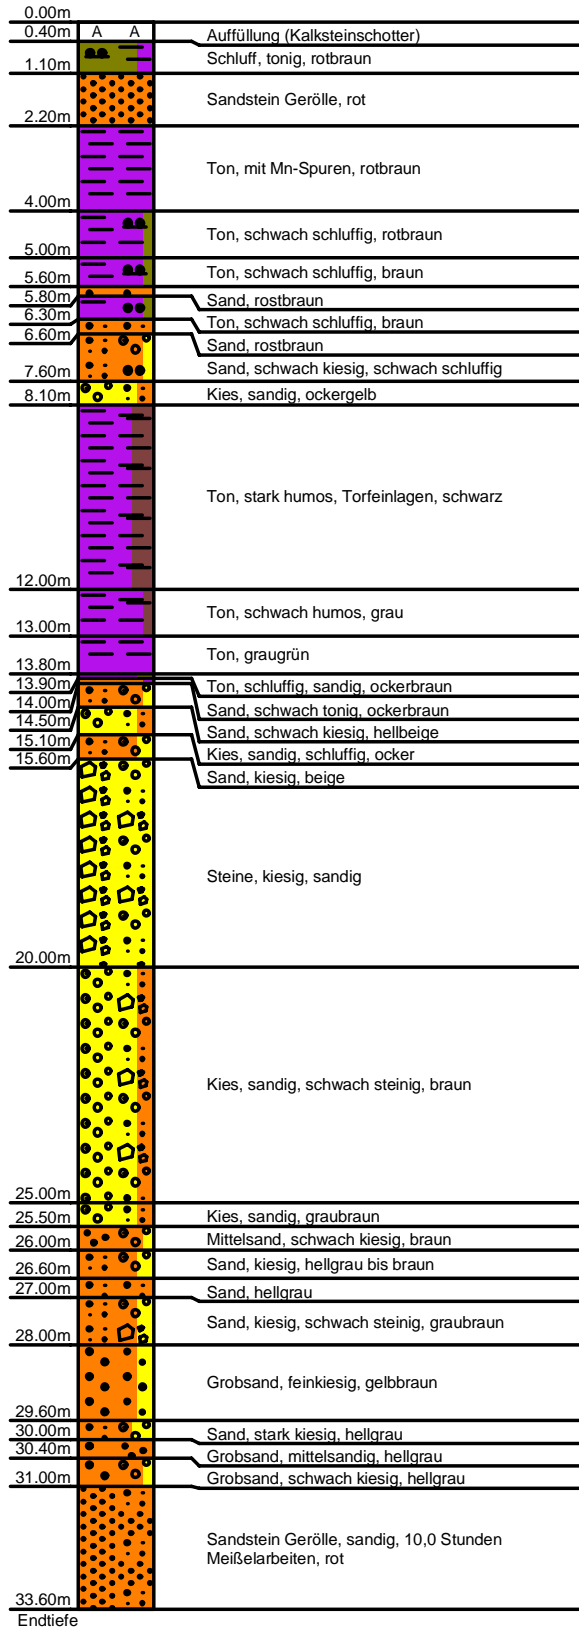 0.00m
0.40m
A A
Auffüllung (Kalksteinschotter)
Schluff, tonig, rotbraun
1.10m
Sandstein Gerölle, rot
2.20m
Ton, mit Mn-Spuren, rotbraun
4.00m
Ton, schwach schluffig, rotbraun
5.00m
Ton, schwach schluffig, braun
5.60m
5.80m
Sand, rostbraun
6.30m
Ton, schwach schluffig, braun
6.60m
Sand, rostbraun
Sand, schwach kiesig, schwach schluffig
7.60m
Kies, sandig, ockergelb
8.10m
Ton, stark humos, Torfeinlagen, schwarz
12.00m
Ton, schwach humos, grau
13.00m
Ton, graugrün
13.80m
13.90m
Ton, schluffig, sandig, ockerbraun
14.00m
Sand, schwach tonig, ockerbraun
14.50m
Sand, schwach kiesig, hellbeige
15.10m
Kies, sandig, schluffig, ocker
15.60m
Sand, kiesig, beige
Steine, kiesig, sandig
20.00m
Kies, sandig, schwach steinig, braun
25.00m
Kies, sandig, graubraun
25.50m
Mittelsand, schwach kiesig, braun
26.00m
Sand, kiesig, hellgrau bis braun
26.60m
27.00m
Sand, hellgrau
Sand, kiesig, schwach steinig, graubraun
28.00m
Grobsand, feinkiesig, gelbbraun
29.60m
Sand, stark kiesig, hellgrau
30.00m
Grobsand, mittelsandig, hellgrau
30.40m
Grobsand, schwach kiesig, hellgrau
31.00m
Sandstein Gerölle, sandig, 10,0 Stunden
Meißelarbeiten, rot
33.60m
Endtiefe